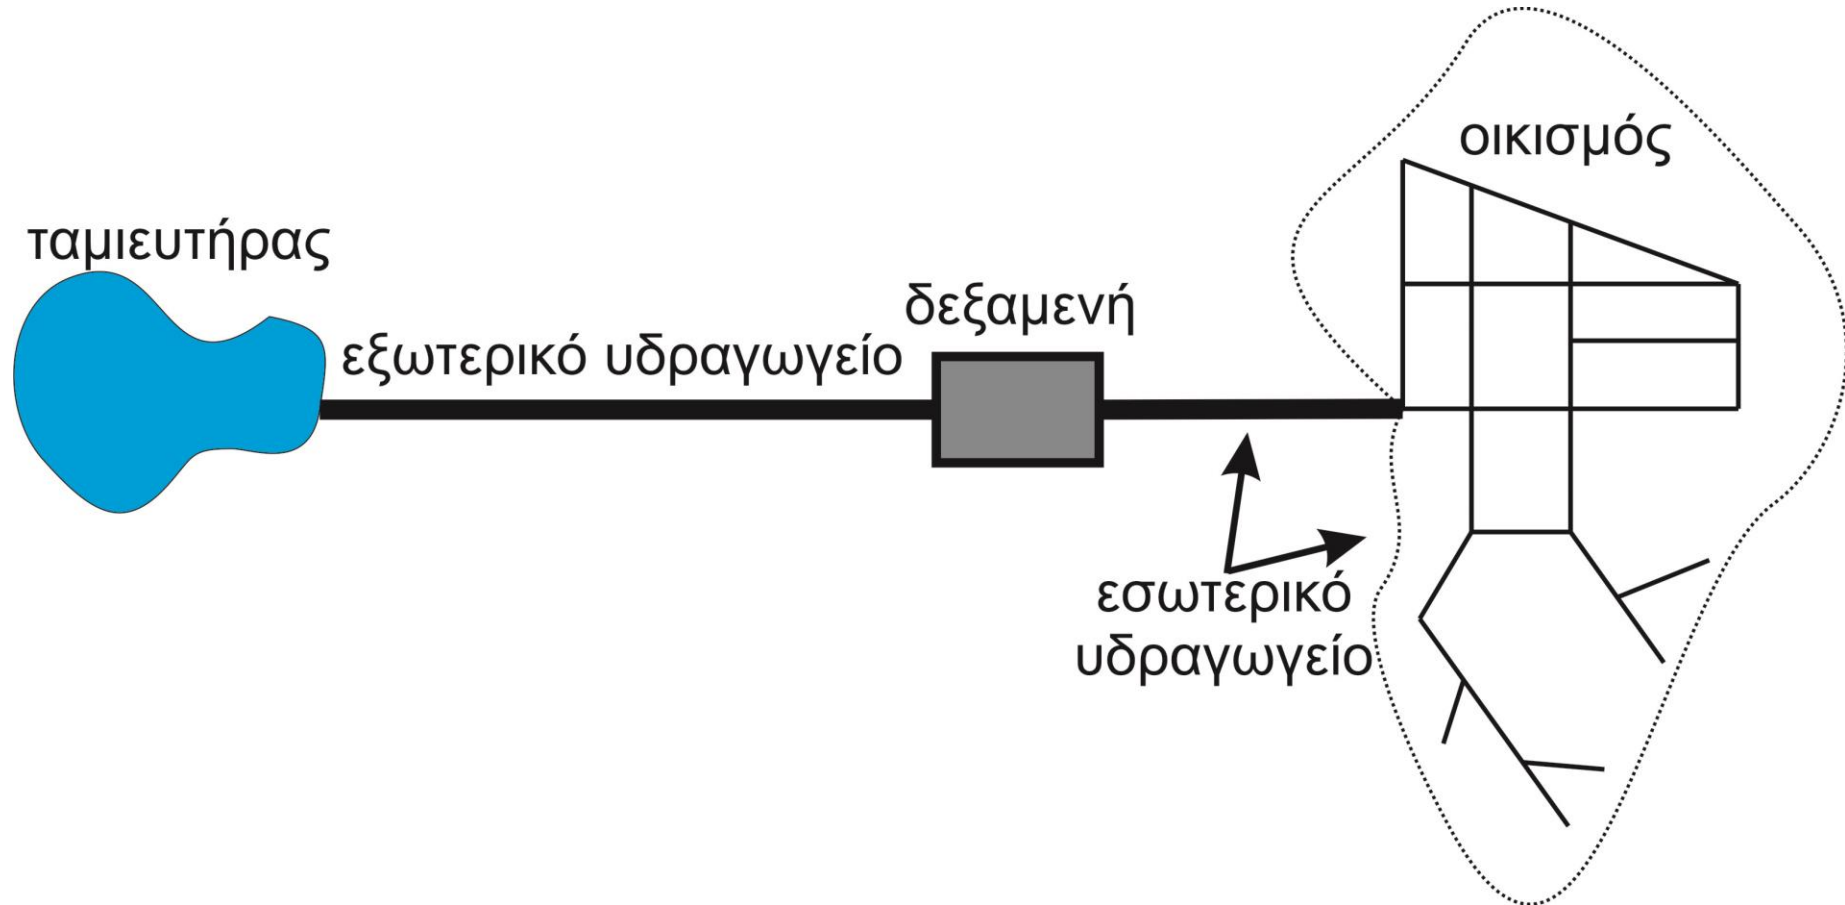 ταμιευτήρας
εξωτερικό υδραγωγείο
δεξαμενή
οικισμός
εσωτερικό
υδραγωγείο